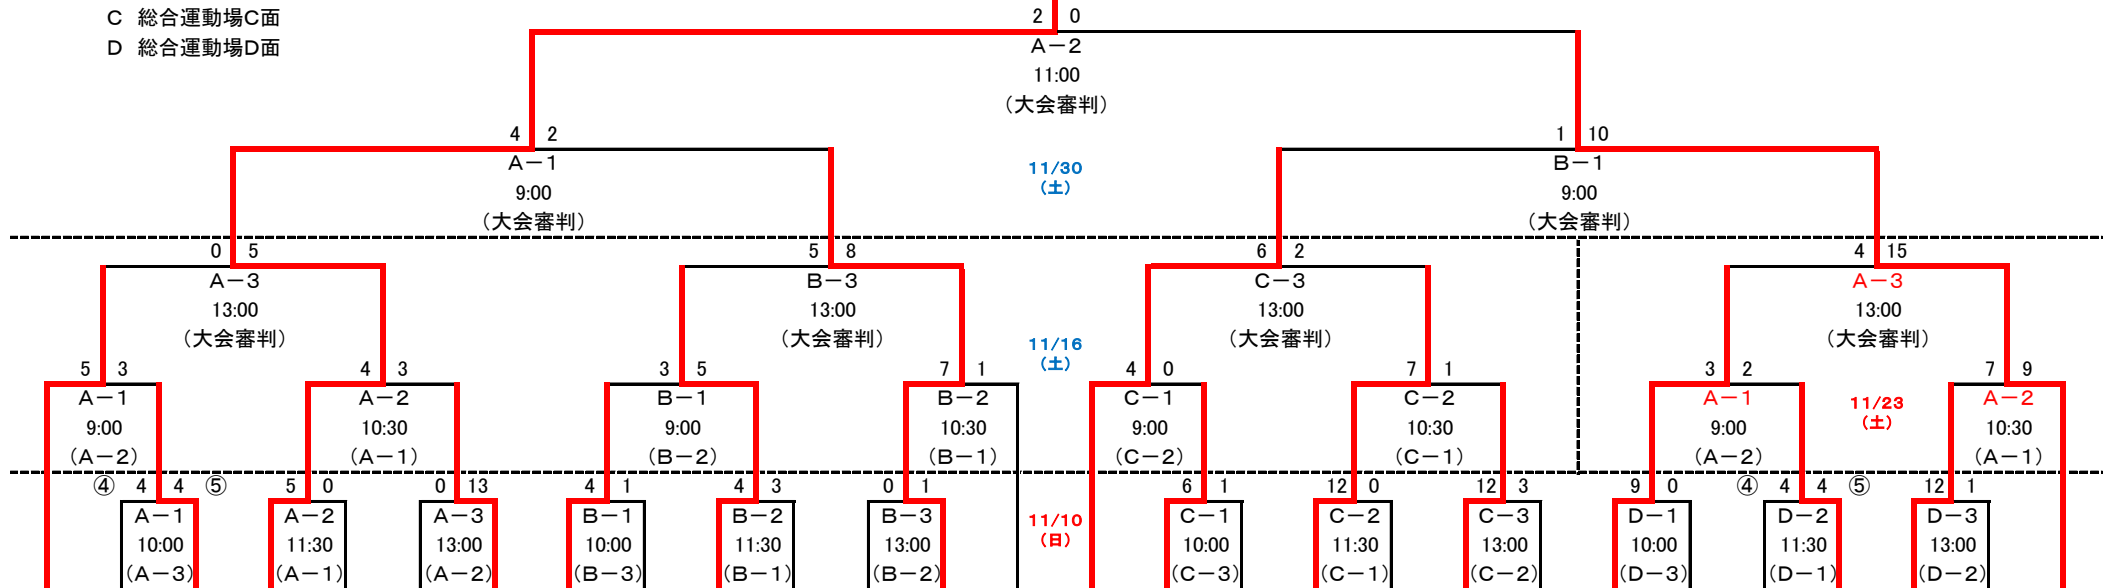 C 総合運動場C面
D 総合運動場D面
2 0
A－2
11:00
（大会審判）
4 2
A－1
9:00
（大会審判）
11/30
（土）
1 10
B－1
9:00
（大会審判）
0 5
A－3
13:00
（大会審判）
5 8
B－3
13:00
（大会審判）
6 2
C－3
13:00
（大会審判）
4 15
A－3
13:00
（大会審判）
11/16
（土）
5 3
A－1
9:00
（A－2）
4 3
A－2
10:30
（A－1）
3 5
B－1
9:00
（B－2）
7 1
B－2
10:30
（B－1）
4 0
C－1
9:00
（C－2）
7 1
C－2
10:30
（C－1）
3 2
A－1
9:00
（A－2）
11/23
（土）
7 9
A－2
10:30
（A－1）
④ 4 4 ⑤
A－1
10:00
（A－3）
5 0
A－2
11:30
（A－1）
0 13
A－3
13:00
（A－2）
4 1
B－1
10:00
（B－3）
4 3
B－2
11:30
（B－1）
0 1
B－3
13:00
（B－2）
11/10
（日）
6 1
C－1
10:00
（C－3）
12 0
C－2
11:30
（C－1）
12 3
C－3
13:00
（C－2）
9 0
D－1
10:00
（D－3）
④ 4 4 ⑤
D－2
11:30
（D－1）
12 1
D－3
13:00
（D－2）